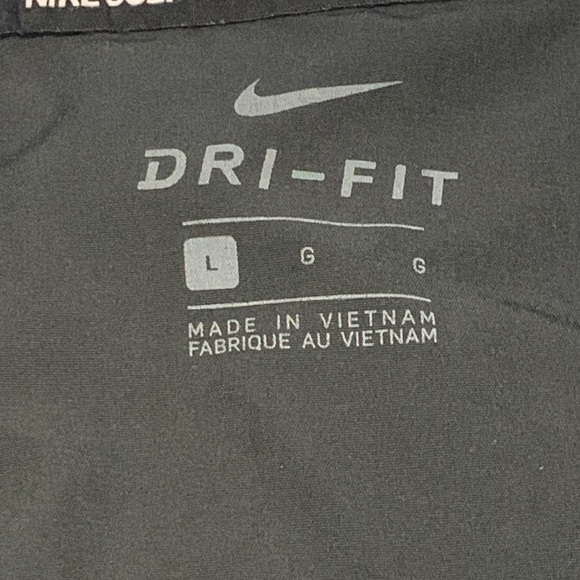 DRI-FIT
L G G
MADE IN VIETNAM
FABRIQUE AU VIETNAM